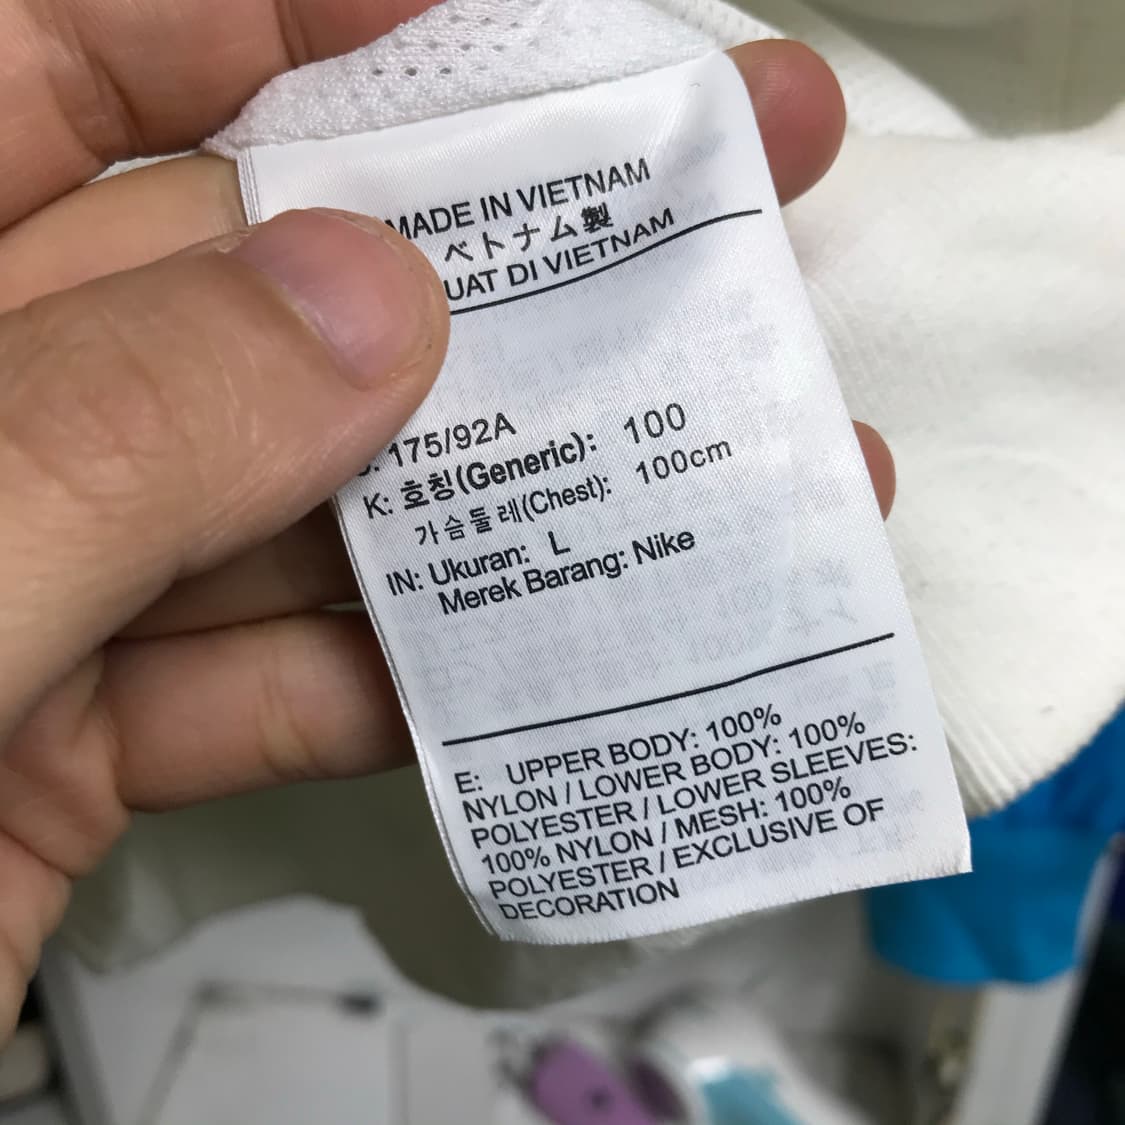 MADE IN VIETNAM
ベトナム製
UAT DI VIETNAM
175/92A
K: 호칭(Generic): 100
가슴둘레(Chest): 100cm
IN: Ukuran: L
Merek Barang: Nike
E: UPPER BODY: 100%
NYLON / LOWER BODY: 100%
POLYESTER / LOWER SLEEVES:
100% NYLON / MESH: 100%
POLYESTER / EXCLUSIVE OF
DECORATION